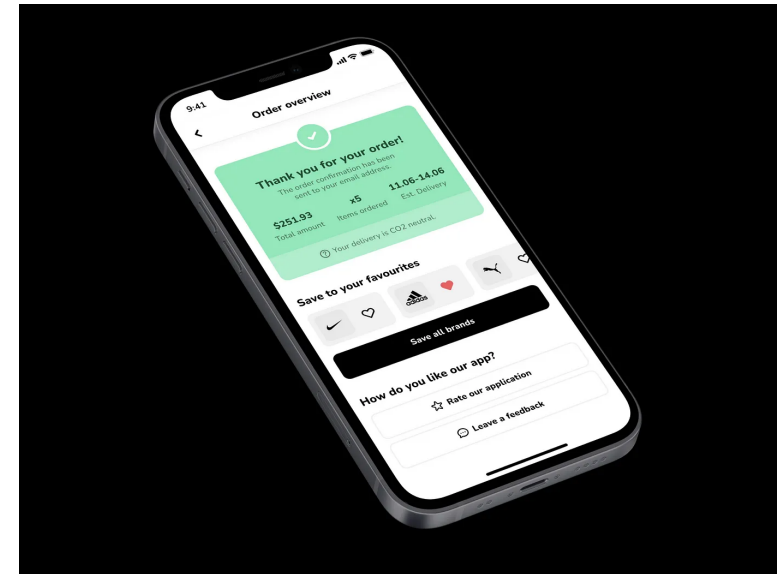 9:41
Order overview
Thank you for your order!
The order confirmation has been
sent to your email address.
$251.93 x5 11.06-14.06
Total amount Items ordered Est. Delivery
Your delivery is CO2 neutral.
Save to your favourites
adidas
Save all brands
How do you like our app?
Rate our application
Leave a feedback